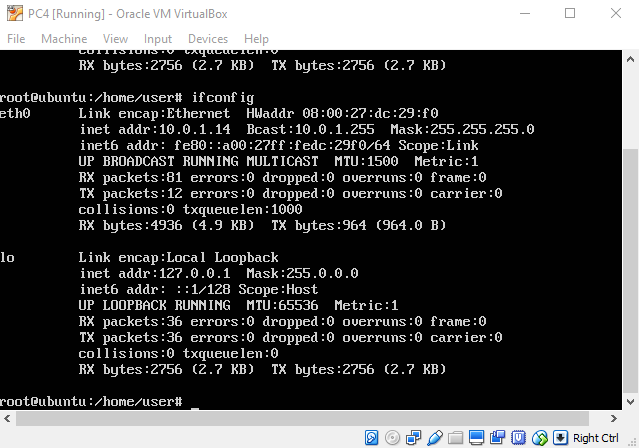 PC4 [Running] - Oracle VM VirtualBox
File Machine View Input Devices Help
collisions:0 txqueuelen:0
RX bytes:2756 (2.7 KB) TX bytes:2756 (2.7 KB)
root@ubuntu:/home/user# ifconfig
eth0 Link encap:Ethernet HWaddr 08:00:27:dc:29:f0
inet addr:10.0.1.14 Bcast:10.0.1.255 Mask:255.255.255.0
inet6 addr: fe80::a00:27ff:fedc:29f0/64 Scope:Link
UP BROADCAST RUNNING MULTICAST MTU:1500 Metric:1
RX packets:81 errors:0 dropped:0 overruns:0 frame:0
TX packets:12 errors:0 dropped:0 overruns:0 carrier:0
collisions:0 txqueuelen:1000
RX bytes:4936 (4.9 KB) TX bytes:964 (964.0 B)
lo Link encap:Local Loopback
inet addr:127.0.0.1 Mask:255.0.0.0
inet6 addr: ::1/128 Scope:Host
UP LOOPBACK RUNNING MTU:65536 Metric:1
RX packets:36 errors:0 dropped:0 overruns:0 frame:0
TX packets:36 errors:0 dropped:0 overruns:0 carrier:0
collisions:0 txqueuelen:0
RX bytes:2756 (2.7 KB) TX bytes:2756 (2.7 KB)
root@ubuntu:/home/user# _
Right Ctrl